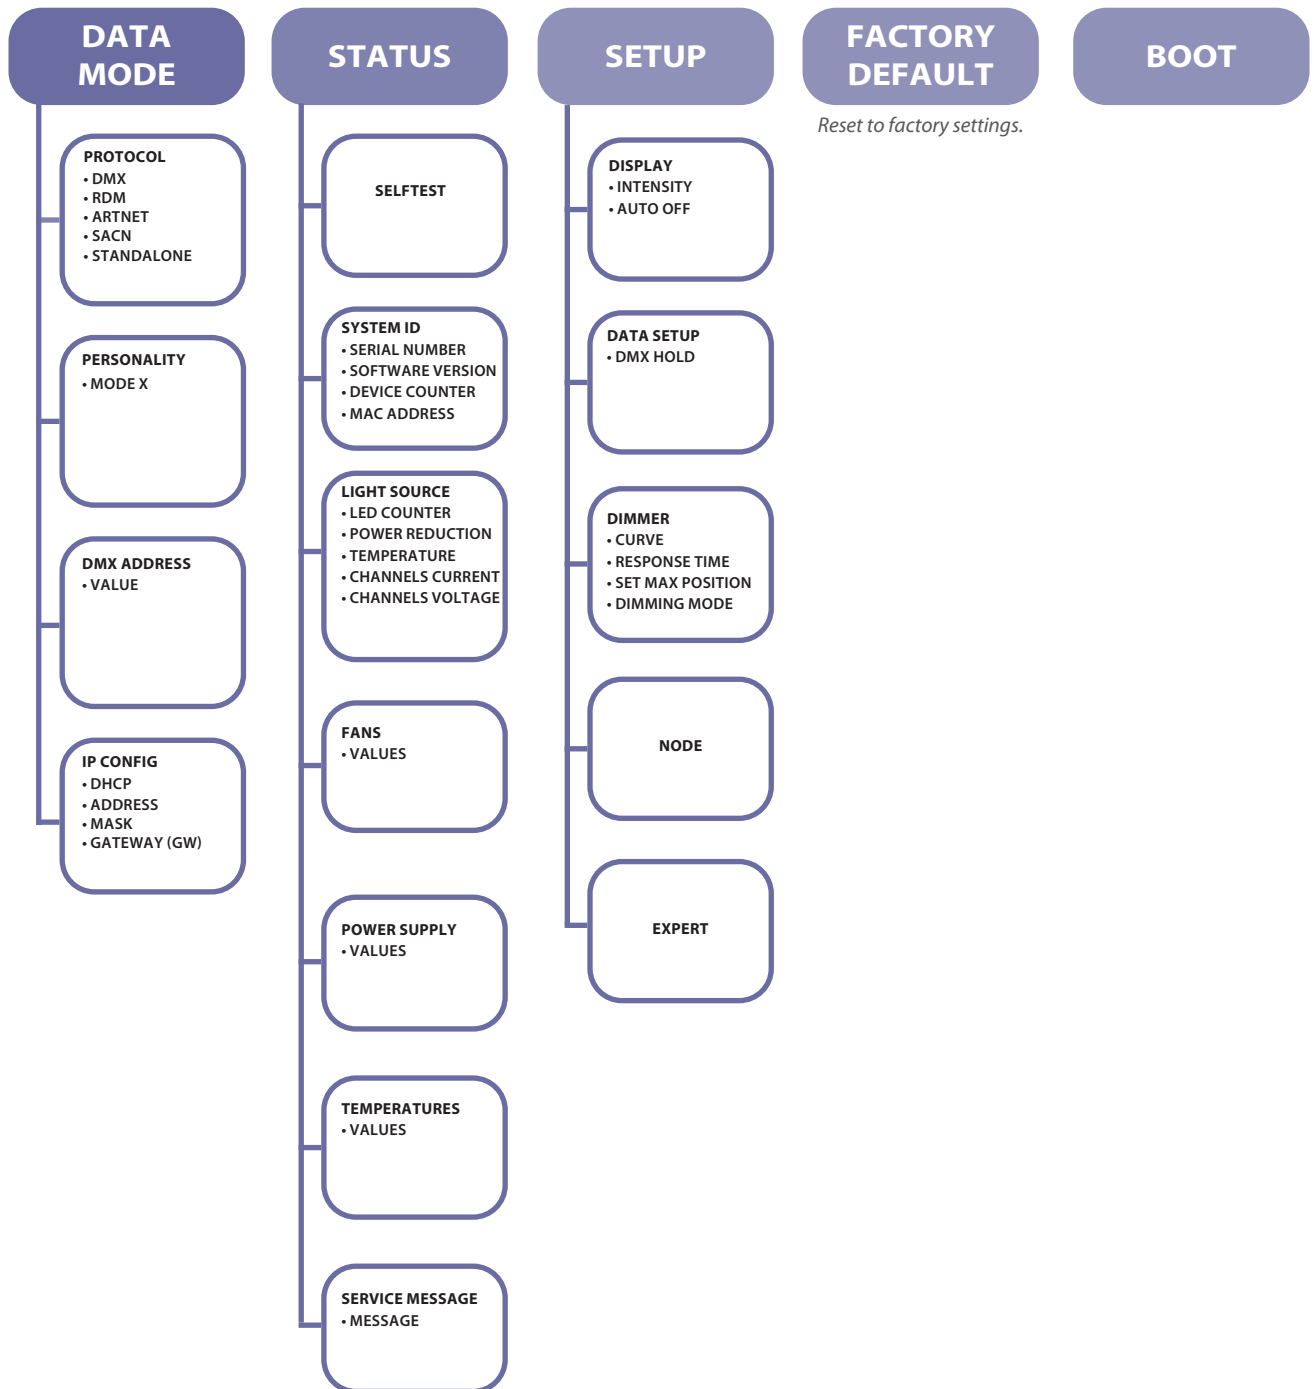 DATA
MODE
PROTOCOL
• DMX
• RDM
• ARTNET
• SACN
• STANDALONE
PERSONALITY
• MODE X
DMX ADDRESS
• VALUE
IP CONFIG
• DHCP
• ADDRESS
• MASK
• GATEWAY (GW)
STATUS
SELFTEST
SYSTEM ID
• SERIAL NUMBER
• SOFTWARE VERSION
• DEVICE COUNTER
• MAC ADDRESS
LIGHT SOURCE
• LED COUNTER
• POWER REDUCTION
• TEMPERATURE
• CHANNELS CURRENT
• CHANNELS VOLTAGE
FANS
• VALUES
POWER SUPPLY
• VALUES
TEMPERATURES
• VALUES
SERVICE MESSAGE
• MESSAGE
SETUP
DISPLAY
• INTENSITY
• AUTO OFF
DATA SETUP
• DMX HOLD
DIMMER
• CURVE
• RESPONSE TIME
• SET MAX POSITION
• DIMMING MODE
NODE
EXPERT
FACTORY
DEFAULT
Reset to factory settings.
BOOT